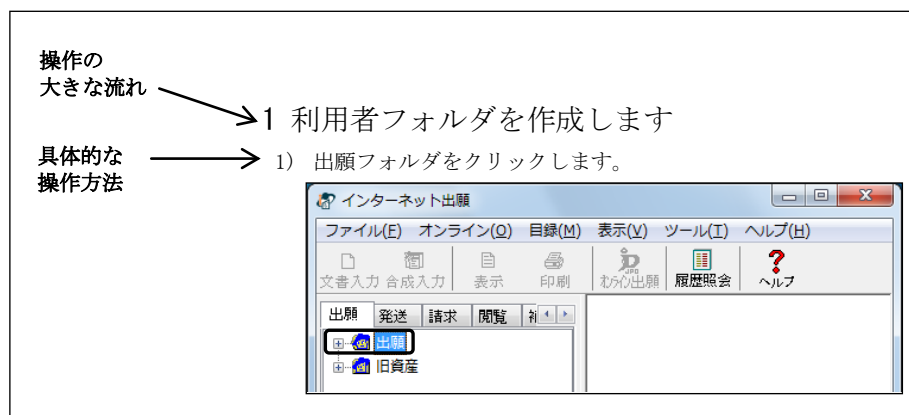 操作の
大きな流れ
1 利用者フォルダを作成します
具体的な
操作方法
1) 出願フォルダをクリックします。
インターネット出願
ファイル(F) オンライン(O) 目録(M) 表示(V) ツール(T) ヘルプ(H)
文書入力 合成入力 表示 印刷 出願 履歴照会 ヘルプ
出願 発送 請求 閲覧
出願
旧資産